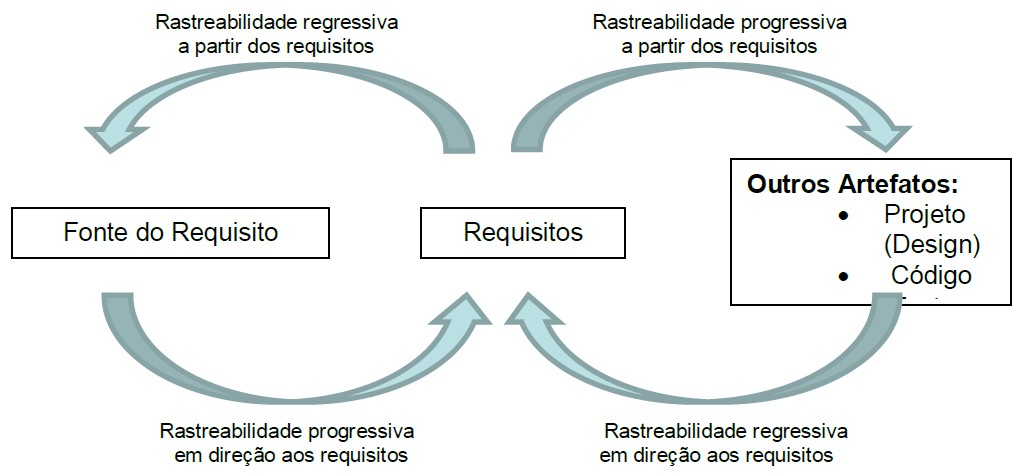 Rastreabilidade regressiva
a partir dos requisitos
Rastreabilidade progressiva
a partir dos requisitos
Fonte do Requisito
Requisitos
Outros Artefatos:
• Projeto
(Design)
• Código
Rastreabilidade progressiva
em direção aos requisitos
Rastreabilidade regressiva
em direção aos requisitos